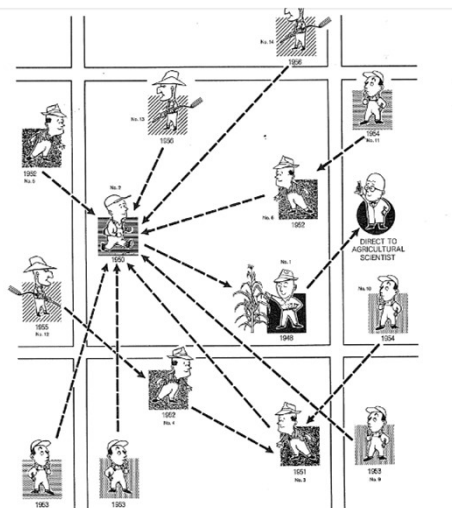 No. 14
1956
No. 13
1956
1954
No. 11
1952
No. 5
No. 2
1950
No. 6
1952
DIRECT TO
AGRICULTURAL
SCIENTIST
No. 1
1948
No. 10
1954
1955
No. 12
1952
No. 4
1951
No. 3
1953
No. 9
1953
1953